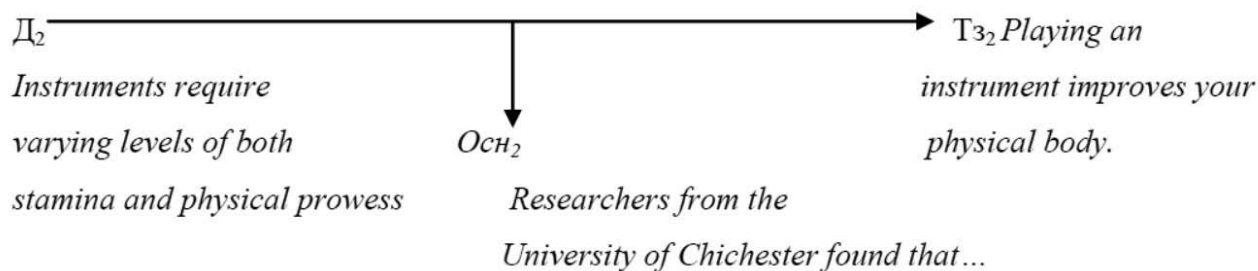 Д₂
Тз₂ Playing an
Instruments require
instrument improves your
varying levels of both
Осн₂
physical body.
stamina and physical prowess
Researchers from the
University of Chichester found that…